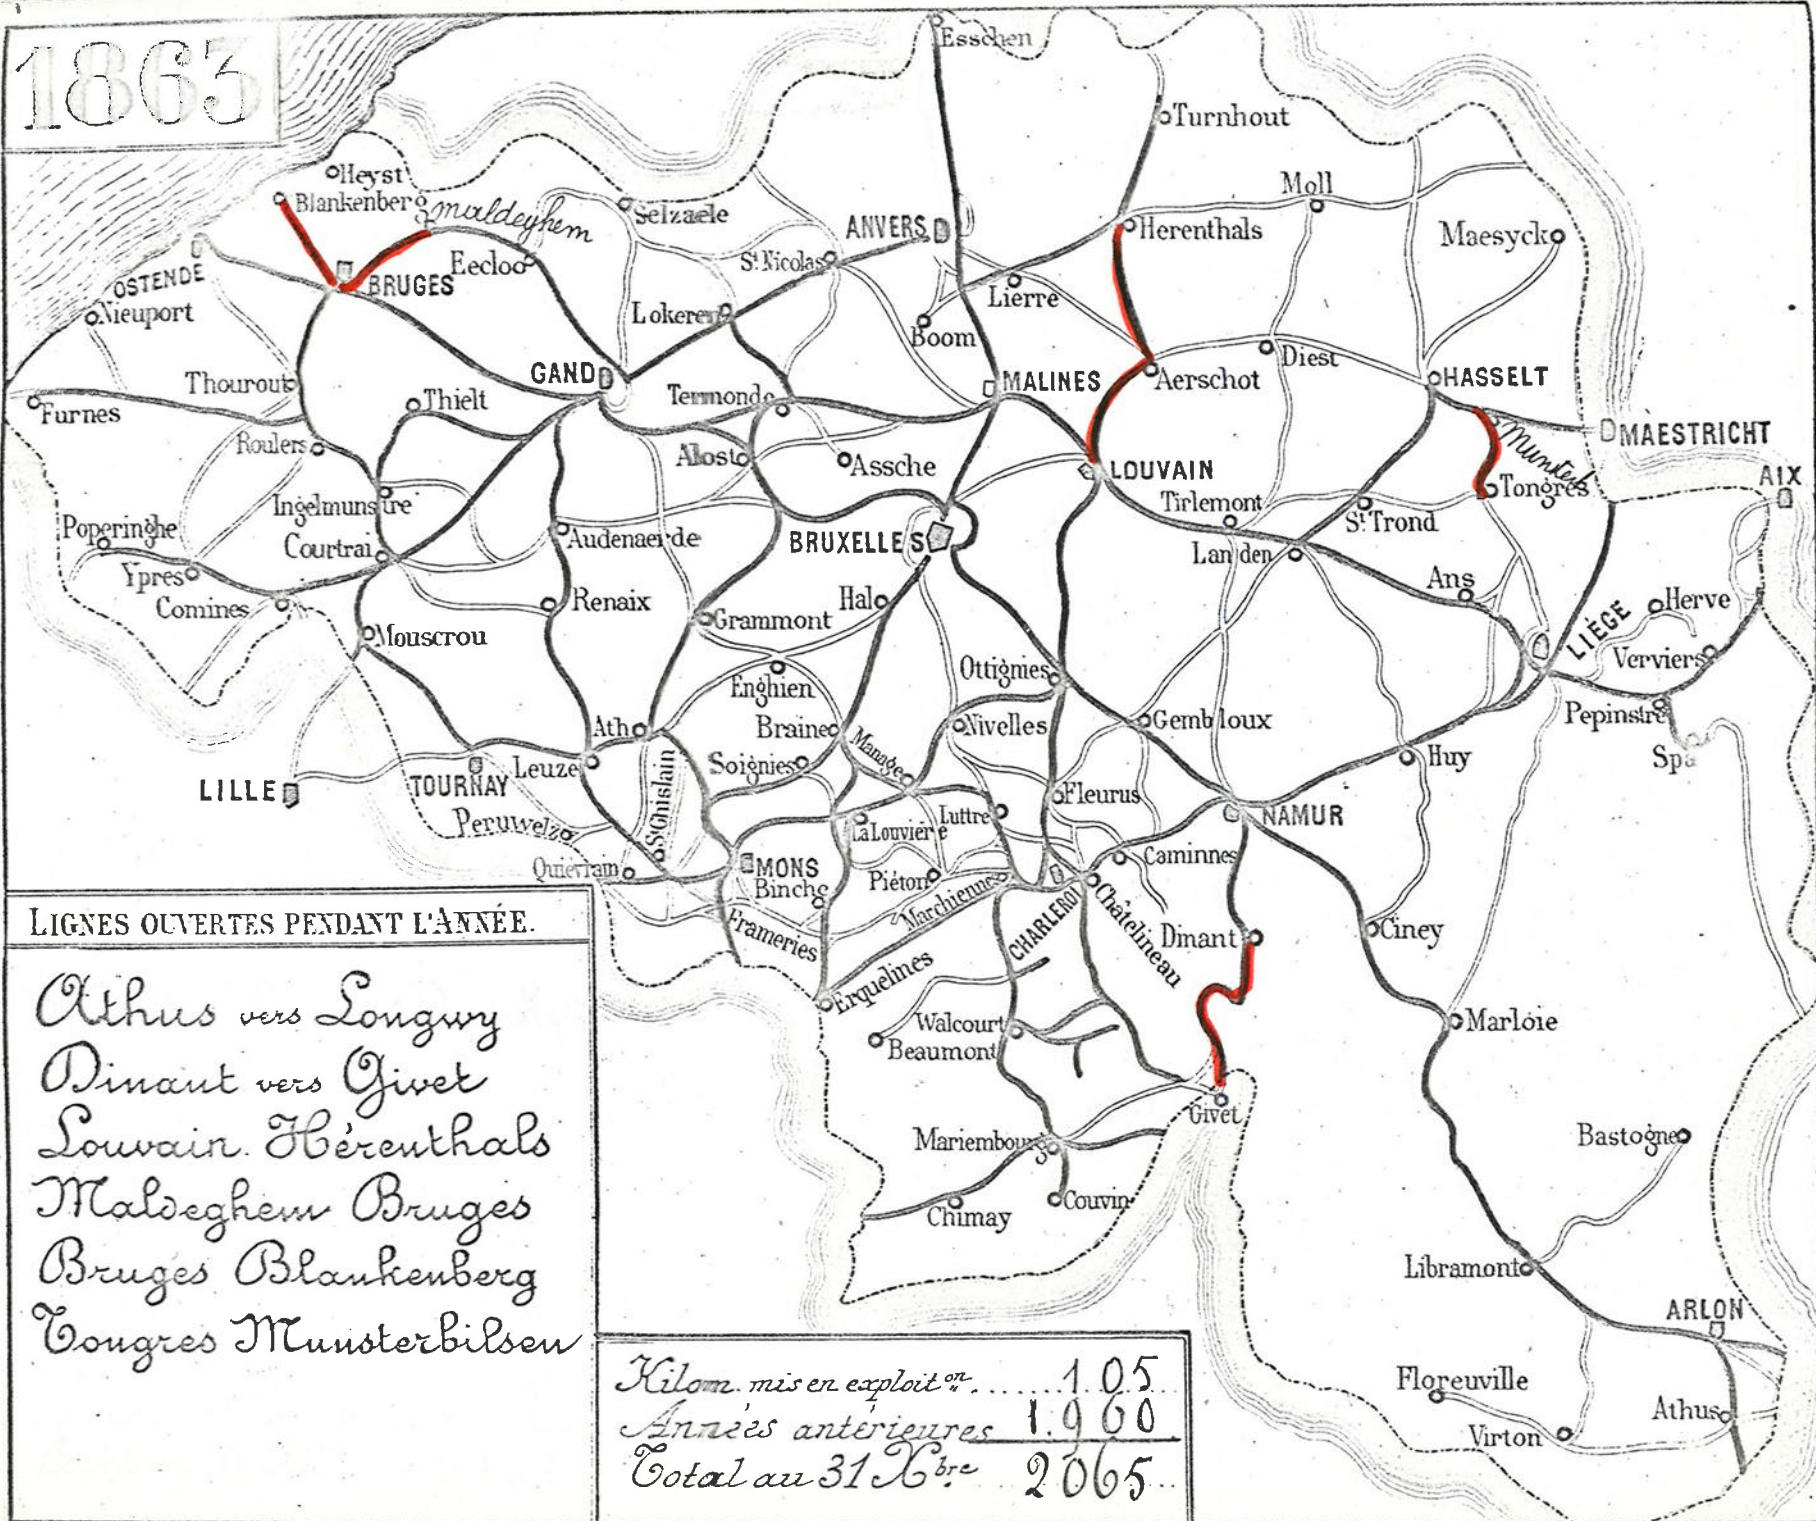 1863
Esschen
Turnhout
Heyst
Blankenberg
Maldeyhem
Selzaele
Moll
ANVERS
Herenthals
Maesyck
Eecloo
St Nicolas
OSTENDE
BRUGES
Nieuport
Lokeren
Lierre
Boom
Diest
GAND
MALINES
Aerschot
HASSELT
Thourout
Thielt
Termonde
Furnes
Roulers
Alost
Assche
LOUVAIN
Munsterb
MAESTRICHT
AIX
Tongres
Tirlemont
St Trond
Ingelmunstre
Poperinghe
Courtrai
Audenaerde
BRUXELLES
Landen
Ypres
Ans
Comines
Renaix
Hal
Herve
Mouscrou
Grammont
LIÈGE
Verviers
Ottignies
Enghien
Pepinstre
Ath
Braine
Manage
Nivelles
Gembloux
Spa
Huy
Soignies
LILLE
TOURNAY
Leuze
St Ghislain
Fleurus
Peruwelz
La Louvière
Luttre
NAMUR
Quievrain
MONS
Caminnes
Binche
Piéton
Marchienne
CHARLEROI
Châtelineau
Frameries
Dinant
Ciney
Erquelines
Walcourt
Beaumont
Marloie
Givet
Mariembourg
Bastogne
Chimay
Couvin
Libramont
ARLON
Floreuville
Athus
Virton
LIGNES OUVERTES PENDANT L'ANNÉE.
Athus vers Longwy
Dinant vers Givet
Louvain. Hérenthals
Maldeghem Bruges
Bruges Blankenberg
Tongres Munsterbilsen
Kilom. mis en exploit.on ...... 1 05
Années antérieures 1.960
Total au 31 Xbre 2065